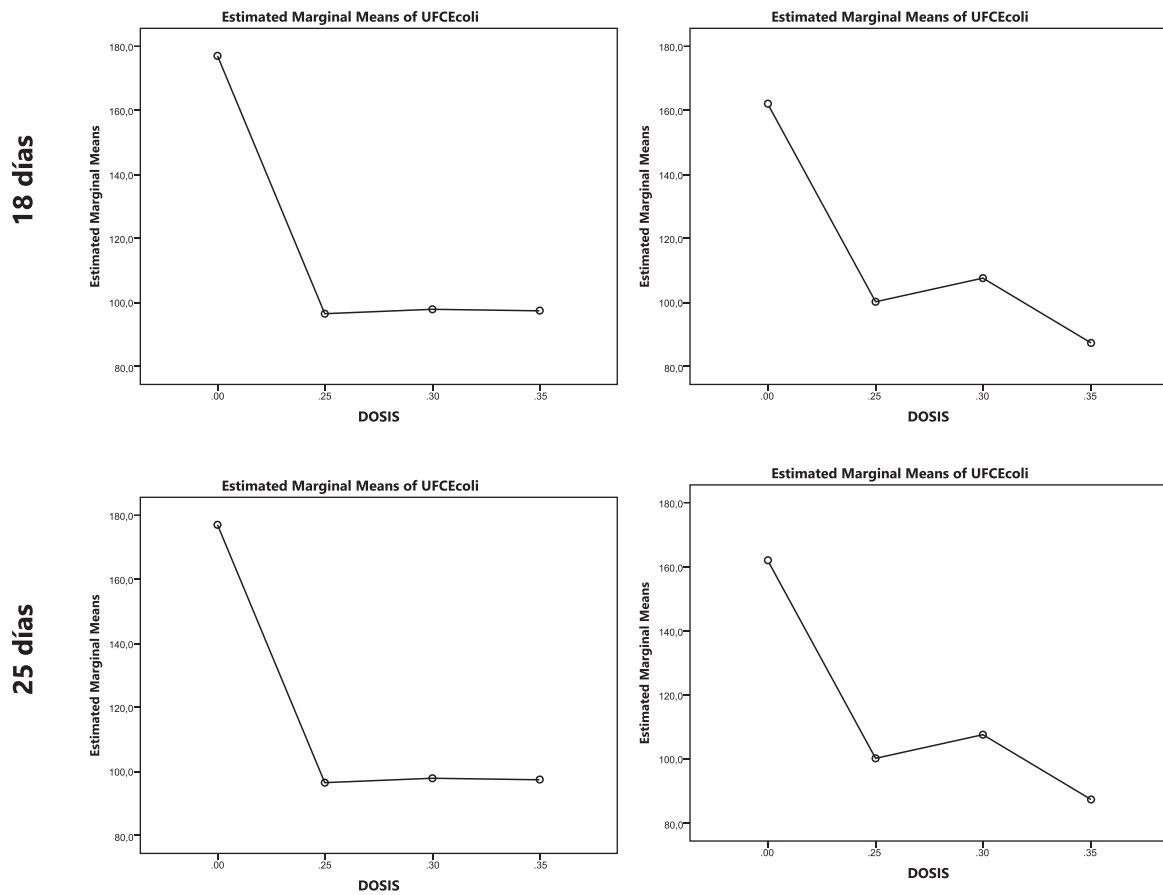 18 días
Estimated Marginal Means of UFCEcoli
Estimated Marginal Means
180,0
160,0
140,0
120,0
100,0
80,0
.00 .25 .30 .35
DOSIS
Estimated Marginal Means of UFCEcoli
Estimated Marginal Means
180,0
160,0
140,0
120,0
100,0
80,0
.00 .25 .30 .35
DOSIS
25 días
Estimated Marginal Means of UFCEcoli
Estimated Marginal Means
180,0
160,0
140,0
120,0
100,0
80,0
.00 .25 .30 .35
DOSIS
Estimated Marginal Means of UFCEcoli
Estimated Marginal Means
180,0
160,0
140,0
120,0
100,0
80,0
.00 .25 .30 .35
DOSIS